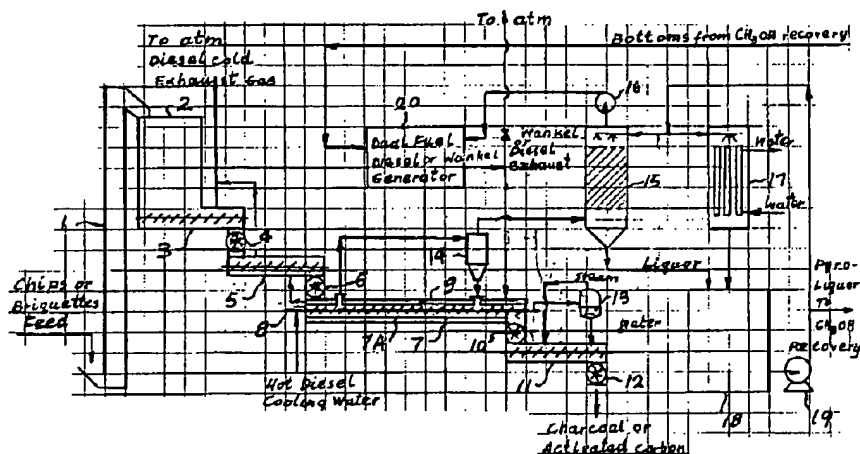 To atm
Bottoms from CH3OH recovery
To atm
Diesel cold
Exhaust Gas
2
20
16
Dual Fuel
Diesel or Wankel
Generator
Wankel
or
Diesel
Exhaust
15
Water
17
Water
1
3
4
14
5
6
9
Steam
13
Liquor
Pyro-
Liquor
To
CH3OH
Recovery
Chips or
Briquettes
Feed
8
7A
7
10
Water
11
12
Hot Diesel
Cooling Water
18
19
Charcoal or
Activated carbon